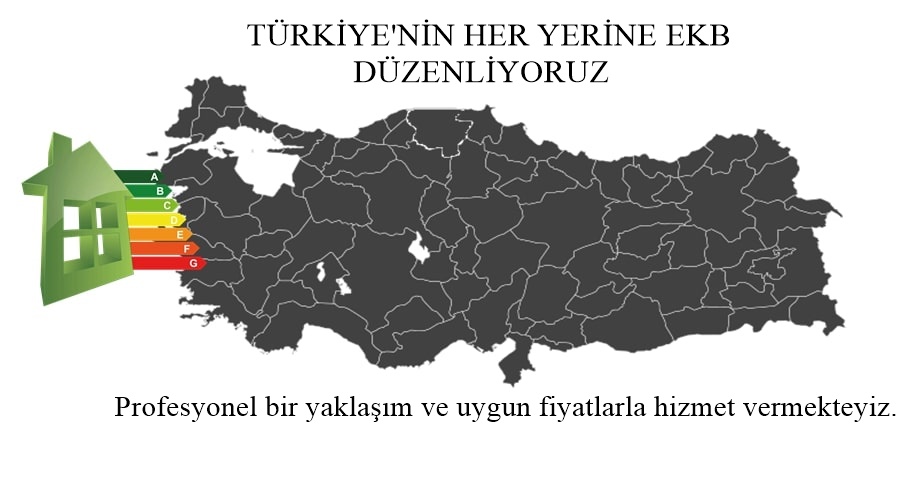 TÜRKİYE'NİN HER YERİNE EKB
DÜZENLİYORUZ
A
B
C
D
E
F
G
Profesyonel bir yaklaşım ve uygun fiyatlarla hizmet vermekteyiz.